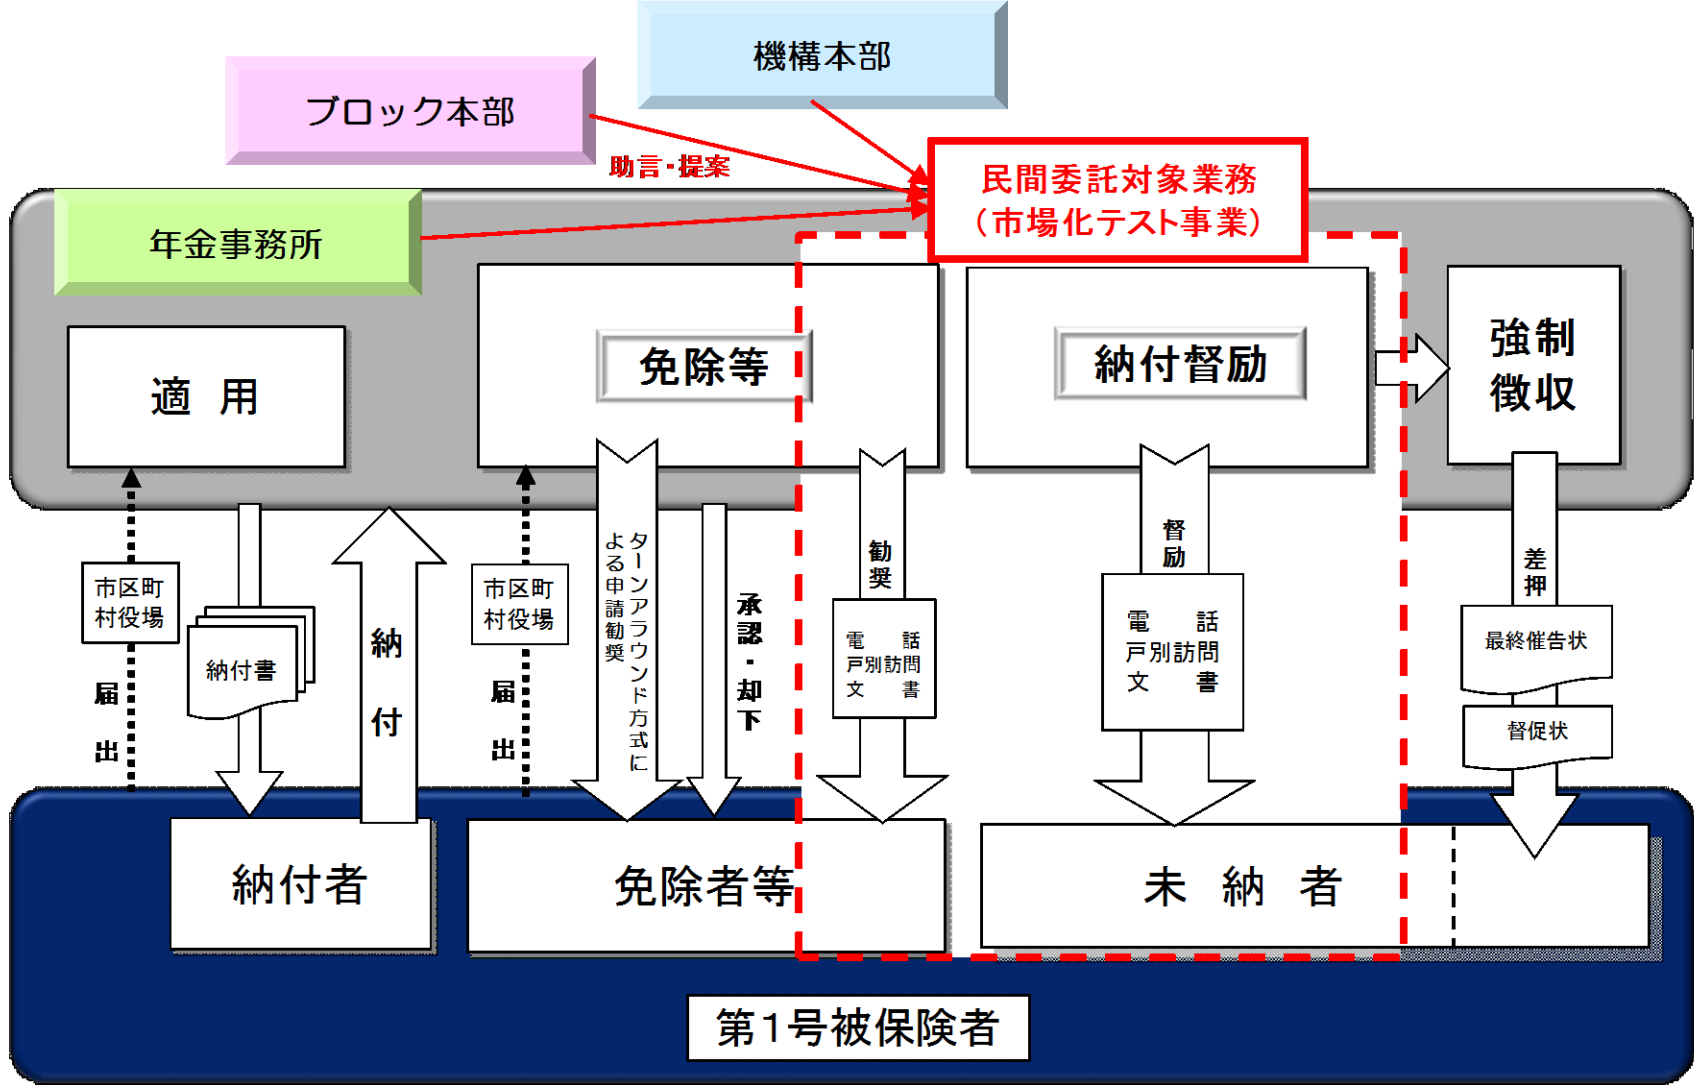 機構本部
ブロック本部
助言・提案
民間委託対象業務
（市場化テスト事業）
年金事務所
適　用
免除等
納付督励
強制
徴収
市区町
村役場
届　出
納付書
納　付
市区町
村役場
届　出
ターンアラウンド方式に
よる申請勧奨
承認・却下
勧奨
電　話
戸別訪問
文　書
督励
電　話
戸別訪問
文　書
差押
最終催告状
督促状
納付者
免除者等
未　納　者
第１号被保険者